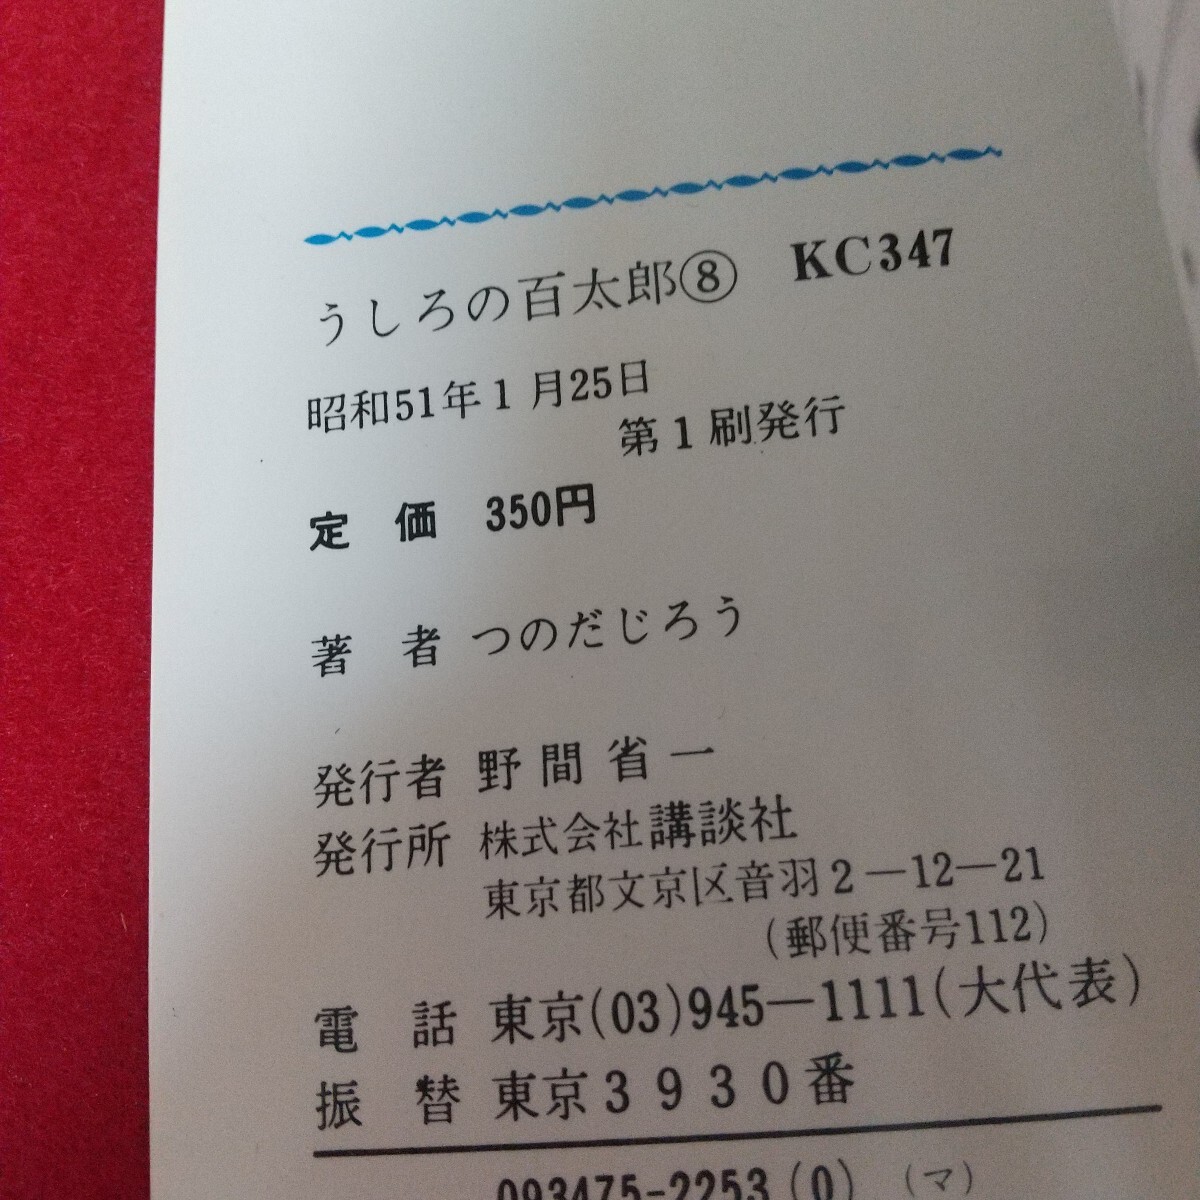 うしろの百太郎⑧ KC347
昭和51年1月25日
第1刷発行
定 価 350円
著 者 つのだじろう
発行者 野間省一
発行所 株式会社講談社
東京都文京区音羽2—12—21
(郵便番号112)
電 話 東京(03)945—1111(大代表)
振 替 東京3930番
093475-2253(0) (マ)